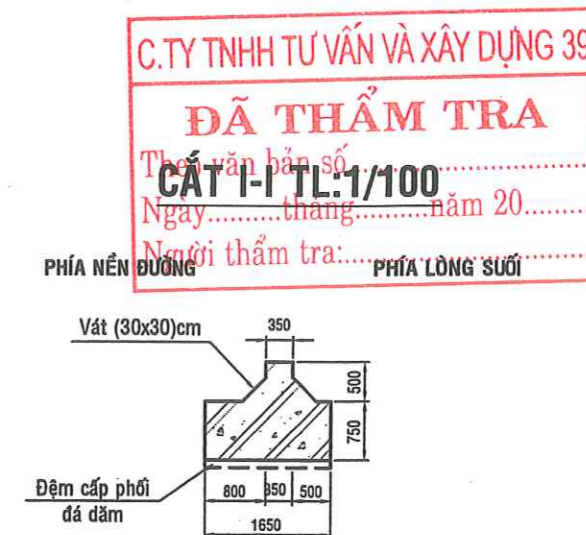 C.TY TNHH TƯ VẤN VÀ XÂY DỰNG 39
ĐÃ THẨM TRA
Theo văn bản số
CẮT I-I TL:1/100
Ngày..........tháng..........năm 20........
Người thẩm tra:
PHÍA NỀN ĐƯỜNG
PHÍA LÒNG SUỐI
Vát (30x30)cm
350
500
750
Đệm cấp phối
đá dăm
800
350
500
1650